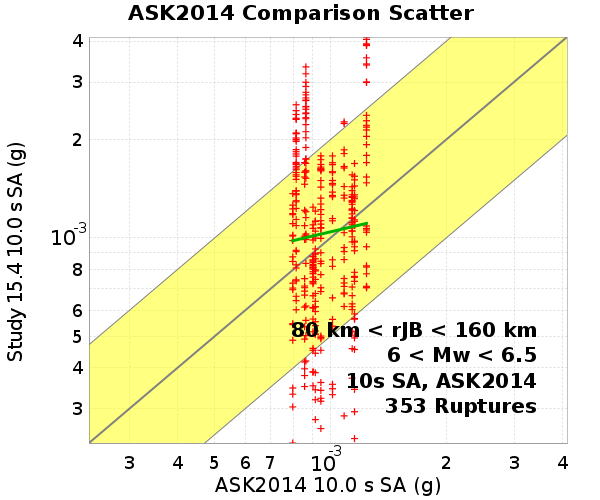 ASK2014 Comparison Scatter
4
3
2
10-3
8
6
5
4
3
Study 15.4 10.0 s SA (g)
80 km < rJB < 160 km
6 < Mw < 6.5
10s SA, ASK2014
353 Ruptures
3 4 5 6 7 10-3 2 3 4
ASK2014 10.0 s SA (g)